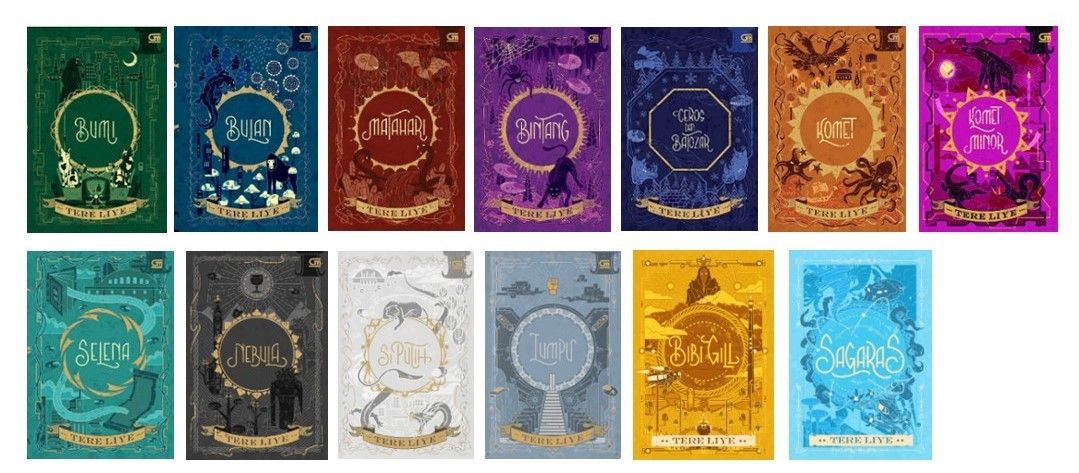 BUMI
TERE LIYE
BULAN
TERE LIYE
MATAHARI
TERE LIYE
BINTANG
TERE LIYE
CEROS
DAN
BATOZAR
TERE LIYE
KOMET
TERE LIYE
KOMET
MINOR
TERE LIYE
SELENA
TERE LIYE
NEBULA
TERE LIYE
SI PUTIH
TERE LIYE
LUMPU
TERE LIYE
BIBI GILL
TERE LIYE
SAGARAS
TERE LIYE